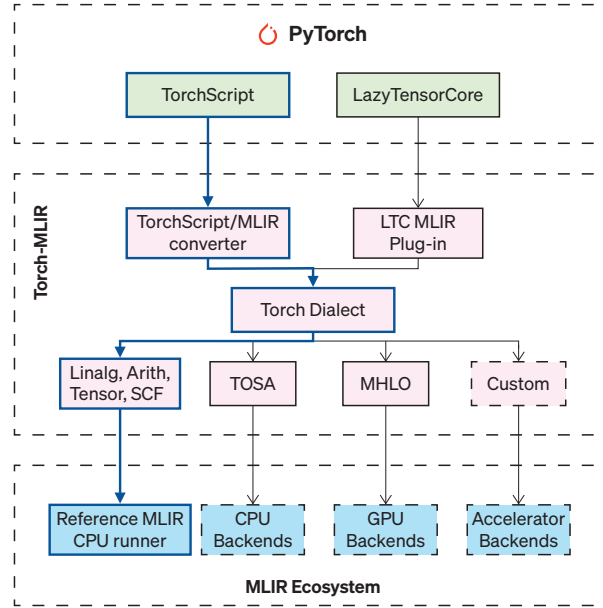 PyTorch
TorchScript
LazyTensorCore
Torch-MLIR
TorchScript/MLIR
converter
LTC MLIR
Plug-in
Torch Dialect
Linalg, Arith,
Tensor, SCF
TOSA
MHLO
Custom
Reference MLIR
CPU runner
CPU
Backends
GPU
Backends
Accelerator
Backends
MLIR Ecosystem